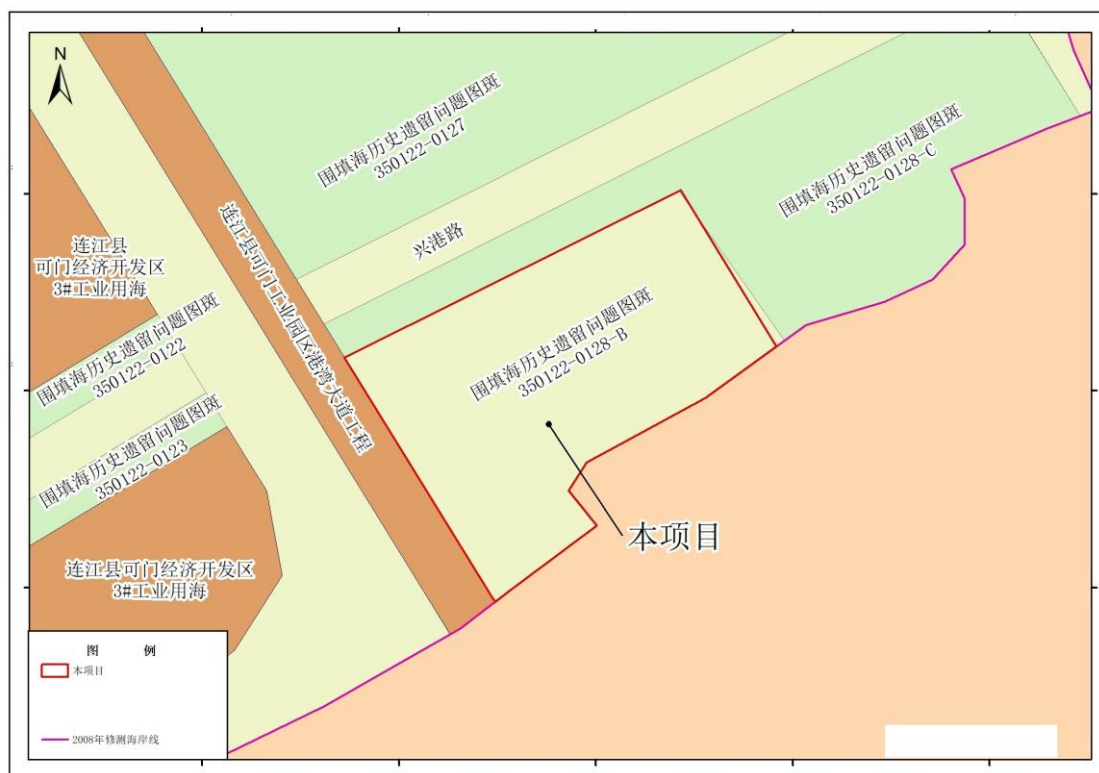 N
围填海历史遗留问题图斑
350122-0127
围填海历史遗留问题图斑
350122-0128-C
兴港路
连江县可门工业园区港湾大道工程
连江县
可门经济开发区
3#工业用海
围填海历史遗留问题图斑
350122-0122
围填海历史遗留问题图斑
350122-0128-B
围填海历史遗留问题图斑
350122-0123
本项目
连江县可门经济开发区
3#工业用海
图 例
本项目
2008年修测海岸线